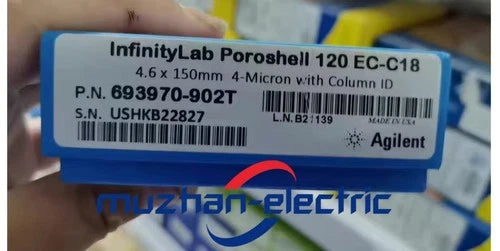 InfinityLab Poroshell 120 EC-C18
4.6 x 150mm 4-Micron with Column ID
P.N. 693970-902T
S.N. USHKB22827
L.N. B21139
MADE IN USA
Agilent
muzhan-electric